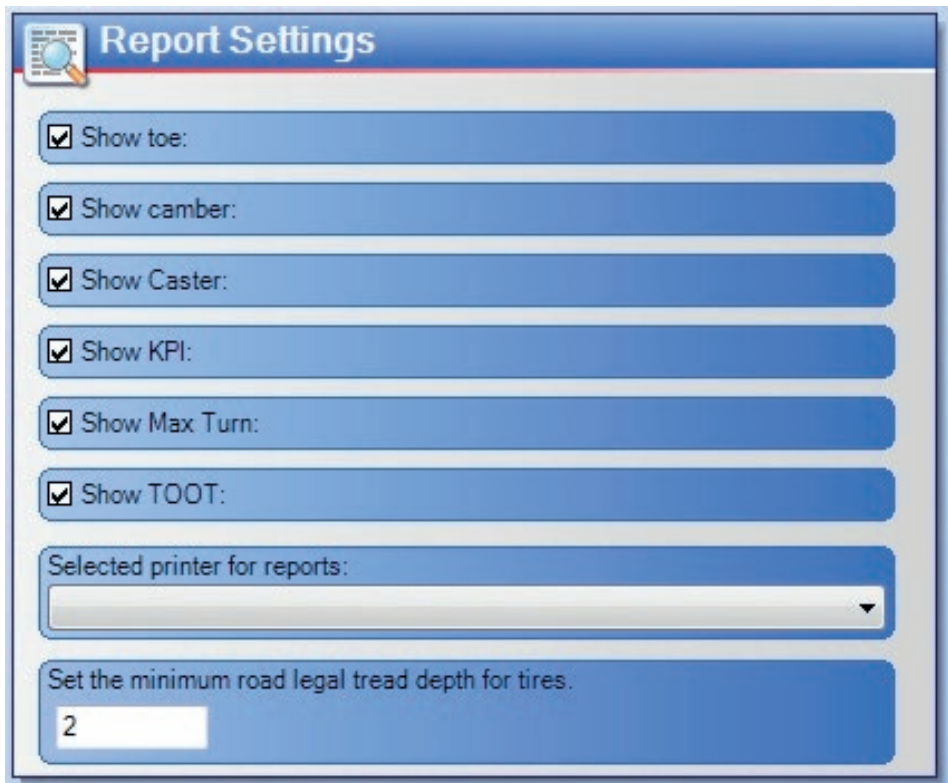 Report Settings
Show toe:
Show camber:
Show Caster:
Show KPI:
Show Max Turn:
Show TOOT:
Selected printer for reports:
Set the minimum road legal tread depth for tires.
2